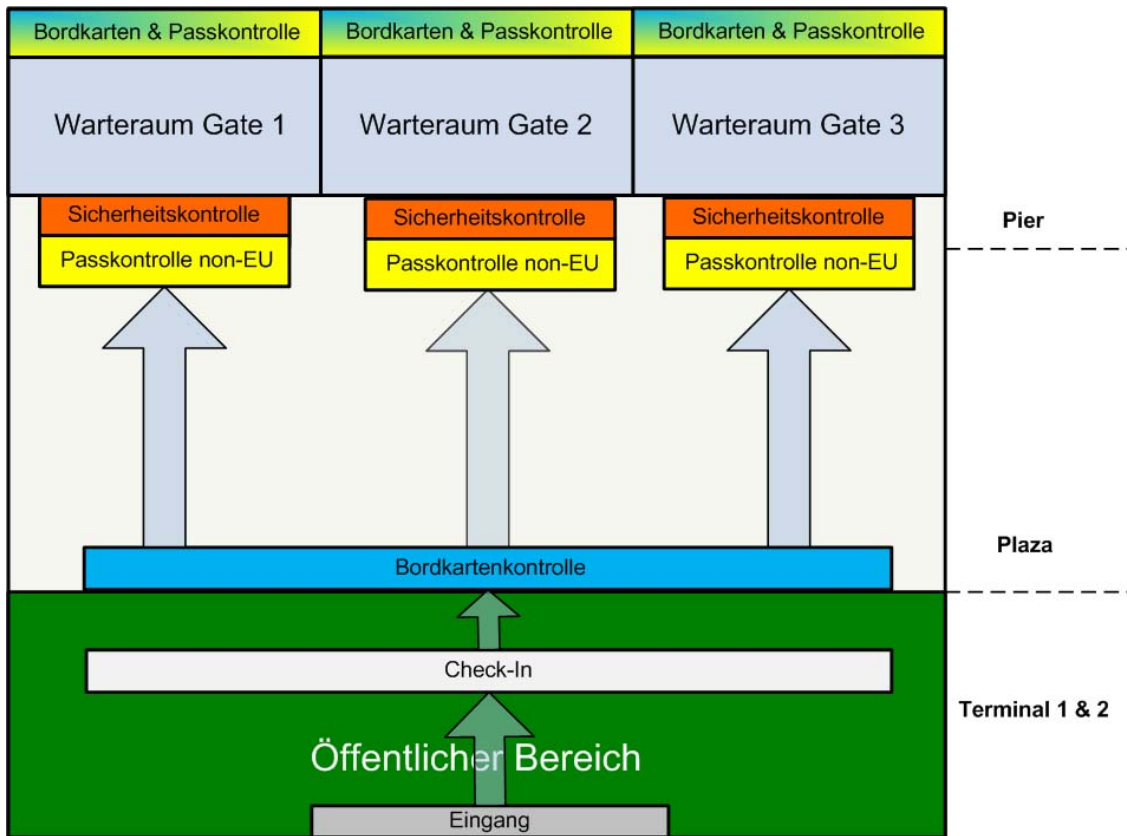 Bordkarten & Passkontrolle
Bordkarten & Passkontrolle
Bordkarten & Passkontrolle
Warteraum Gate 1
Warteraum Gate 2
Warteraum Gate 3
Sicherheitskontrolle
Sicherheitskontrolle
Sicherheitskontrolle
Pier
Passkontrolle non-EU
Passkontrolle non-EU
Passkontrolle non-EU
Plaza
Bordkartenkontrolle
Check-In
Terminal 1 & 2
Öffentlicher Bereich
Eingang